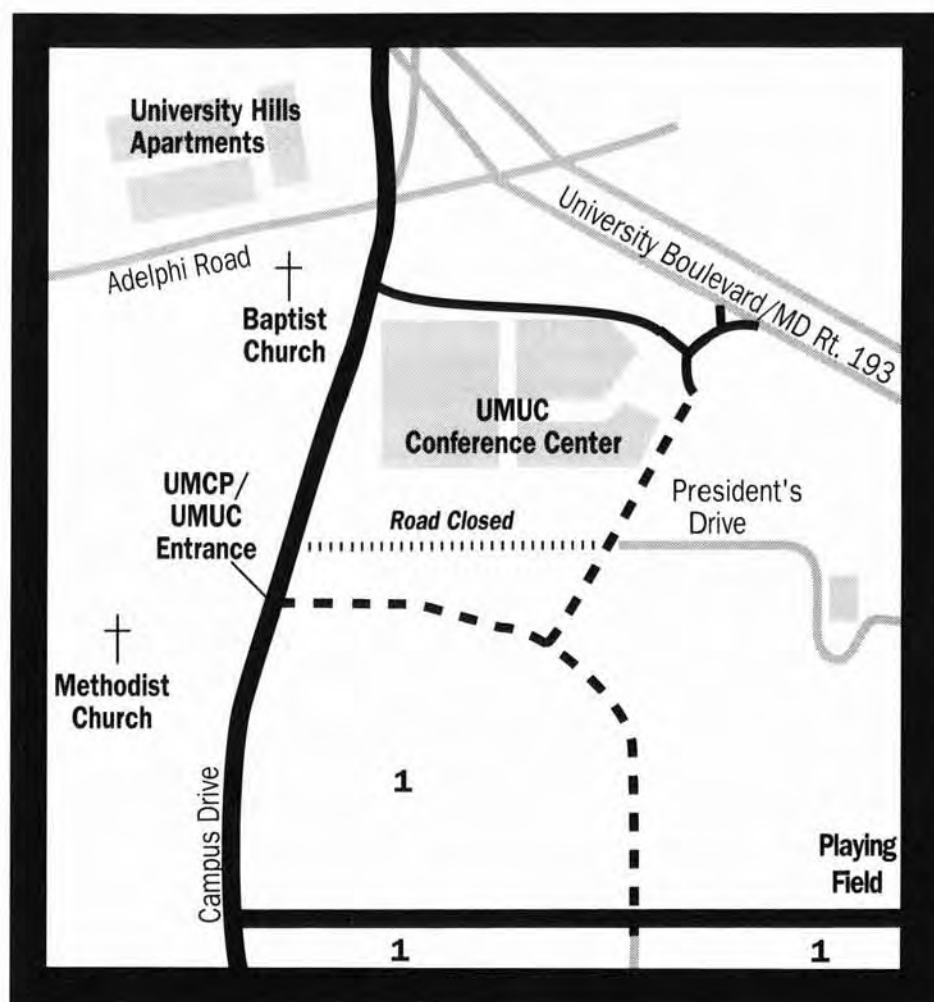 University Hills
Apartments
University Boulevard/MD Rt. 193
Adelphi Road
Baptist
Church
UMUC
Conference Center
UMCP/
UMUC
Entrance
Road Closed
President's
Drive
Methodist
Church
1
Campus Drive
Playing
Field
1
1